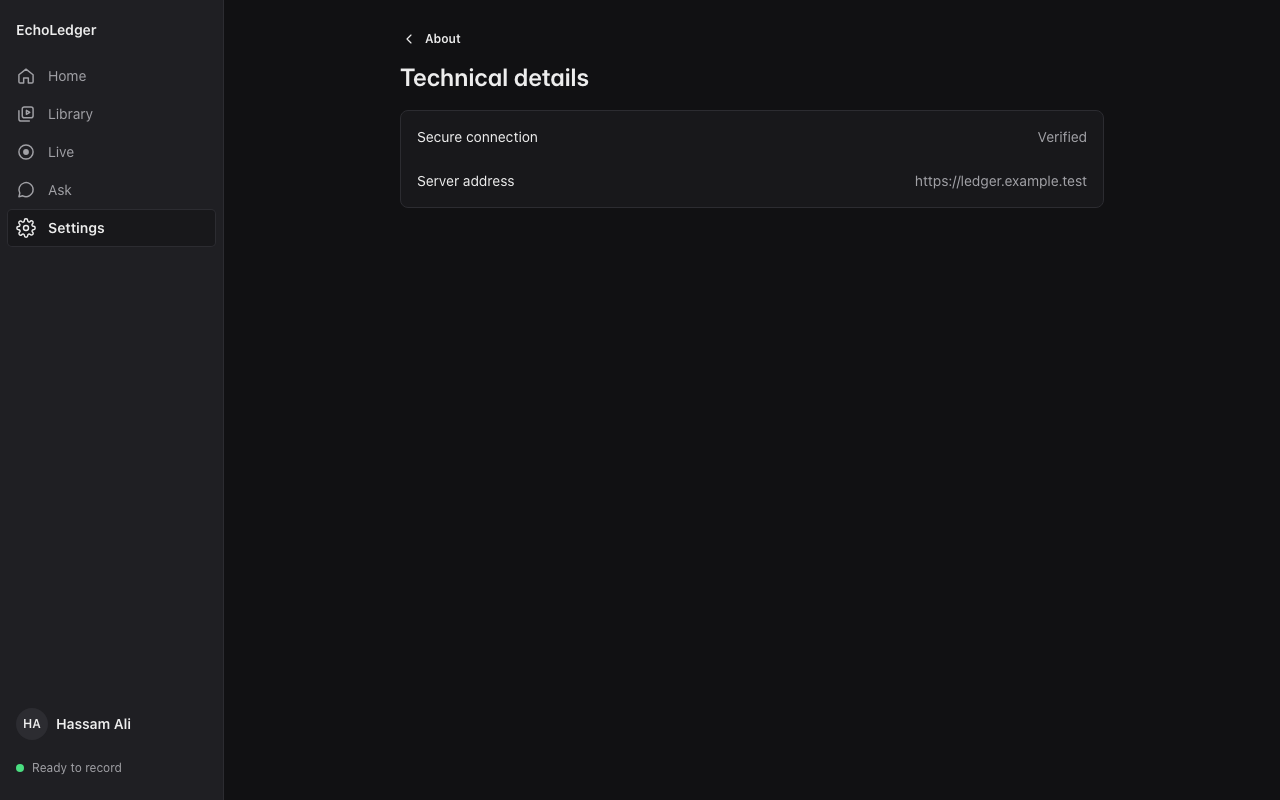 EchoLedger
Home
Library
Live
Ask
Settings
About
Technical details
Secure connection Verified
Server address https://ledger.example.test
HA Hassam Ali
Ready to record